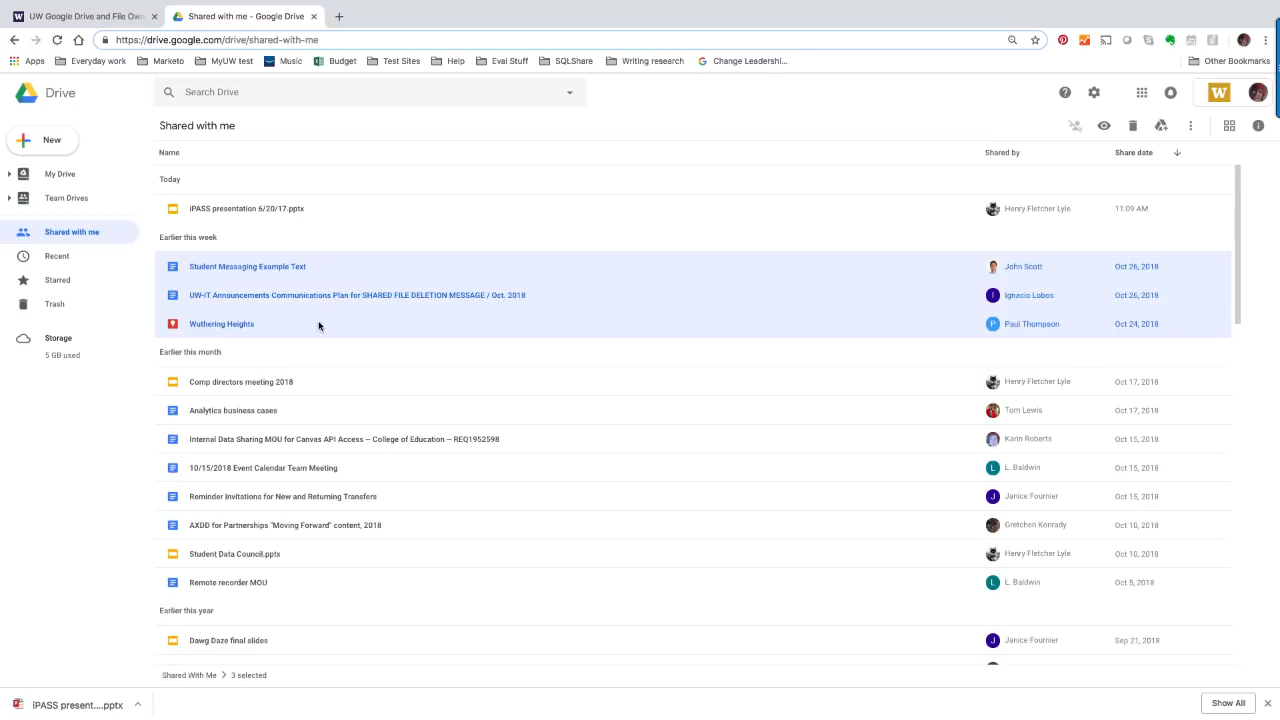 UW Google Drive and File Own
Shared with me - Google Drive
https://drive.google.com/drive/shared-with-me
Apps Everyday work Marketo MyUW test Music Budget Test Sites Help Eval Stuff SQLShare Writing research Change Leadershi... Other Bookmarks
Drive
Search Drive
W
Shared with me
New
My Drive
Team Drives
Shared with me
Recent
Starred
Trash
Storage
5 GB used
Name Shared by Share date
Today
iPASS presentation 6/20/17.pptx Henry Fletcher Lyle 11:09 AM
Earlier this week
Student Messaging Example Text John Scott Oct 26, 2018
UW-IT Announcements Communications Plan for SHARED FILE DELETION MESSAGE / Oct. 2018 I Ignacio Lobos Oct 26, 2018
Wuthering Heights P Paul Thompson Oct 24, 2018
Earlier this month
Comp directors meeting 2018 Henry Fletcher Lyle Oct 17, 2018
Analytics business cases Tom Lewis Oct 17, 2018
Internal Data Sharing MOU for Canvas API Access -- College of Education -- REQ1952598 Karin Roberts Oct 15, 2018
10/15/2018 Event Calendar Team Meeting L L. Baldwin Oct 15, 2018
Reminder Invitations for New and Returning Transfers J Janice Fournier Oct 15, 2018
AXDD for Partnerships "Moving Forward" content, 2018 Gretchen Konrady Oct 10, 2018
Student Data Council.pptx Henry Fletcher Lyle Oct 10, 2018
Remote recorder MOU L L. Baldwin Oct 5, 2018
Earlier this year
Dawg Daze final slides J Janice Fournier Sep 21, 2018
Shared With Me > 3 selected
iPASS present....pptx
Show All